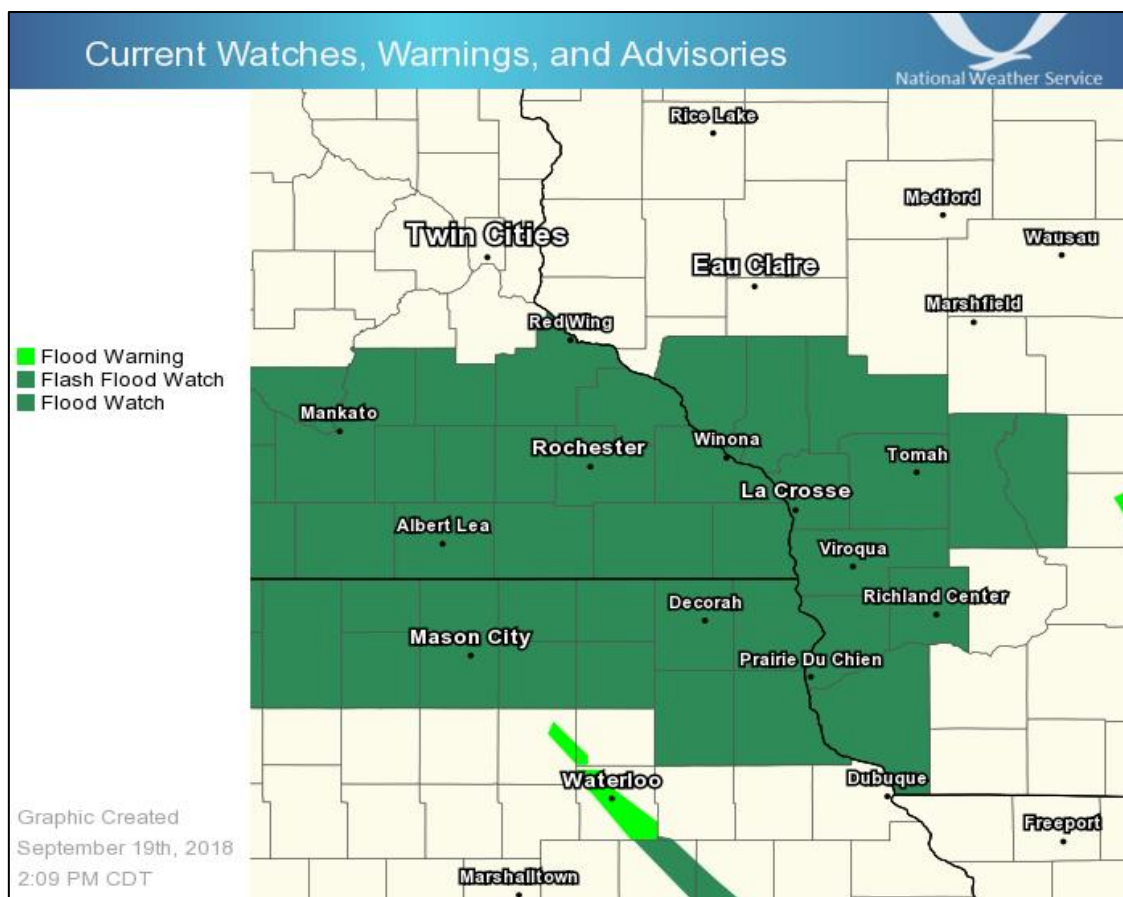 Current Watches, Warnings, and Advisories
National Weather Service
Rice Lake
Medford
Twin Cities
Wausau
Eau Claire
Marshfield
Red Wing
Flood Warning
Flash Flood Watch
Flood Watch
Mankato
Rochester
Winona
Tomah
La Crosse
Albert Lea
Viroqua
Richland Center
Decorah
Mason City
Prairie Du Chien
Waterloo
Dubuque
Freeport
Marshalltown
Graphic Created
September 19th, 2018
2:09 PM CDT